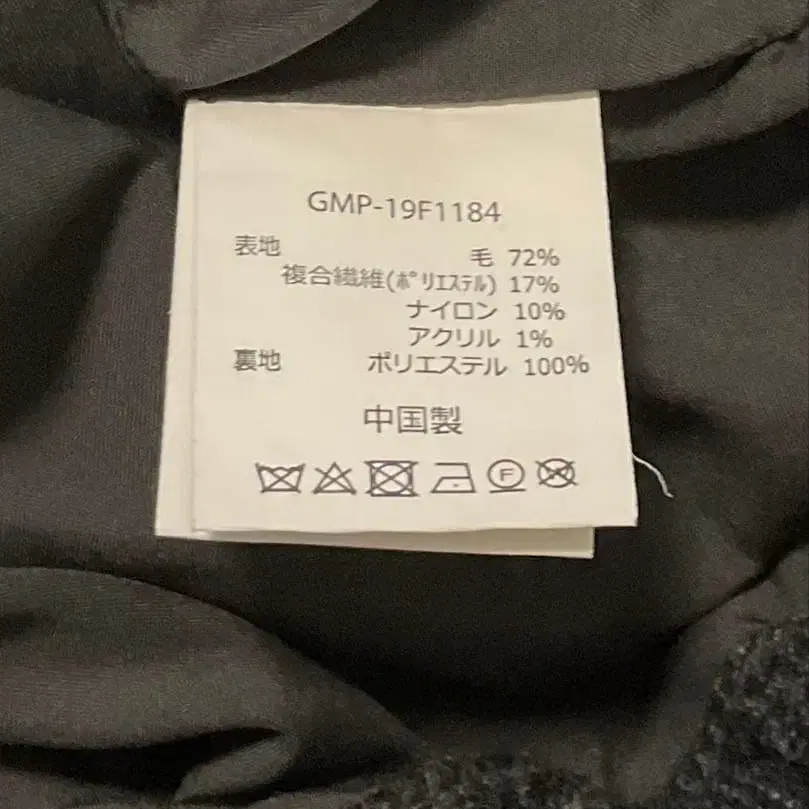 GMP-19F1184
表地 毛 72%
複合繊維(ﾎﾟﾘｴｽﾃﾙ) 17%
ナイロン 10%
アクリル 1%
裏地 ポリエステル 100%
中国製
F W